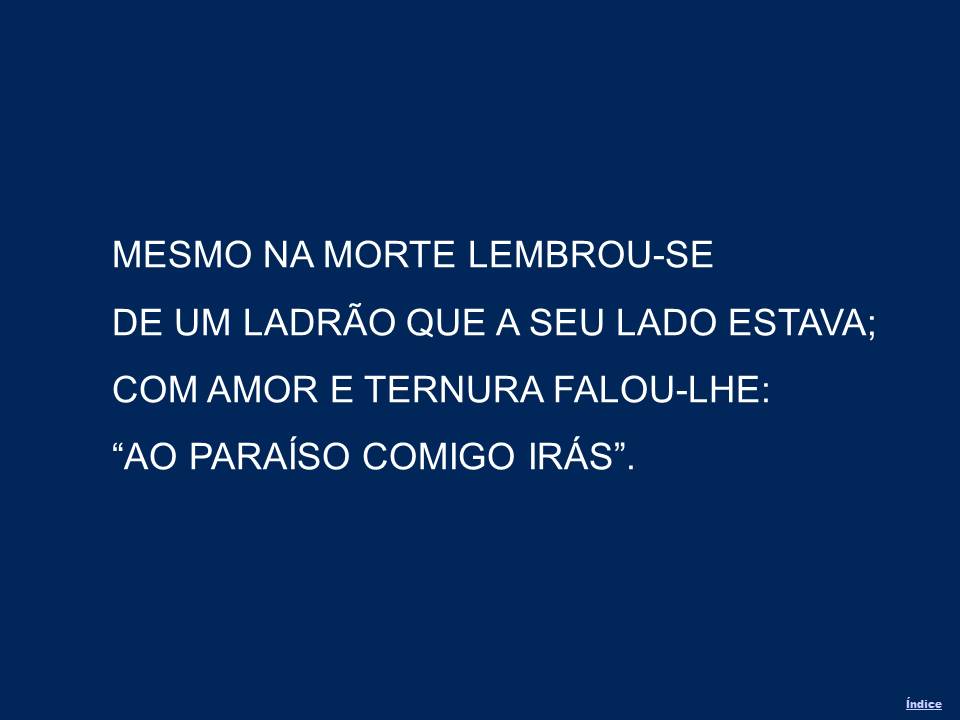 MESMO NA MORTE LEMBROU-SE
DE UM LADRÃO QUE A SEU LADO ESTAVA;
COM AMOR E TERNURA FALOU-LHE:
“AO PARAÍSO COMIGO IRÁS”.
Índice